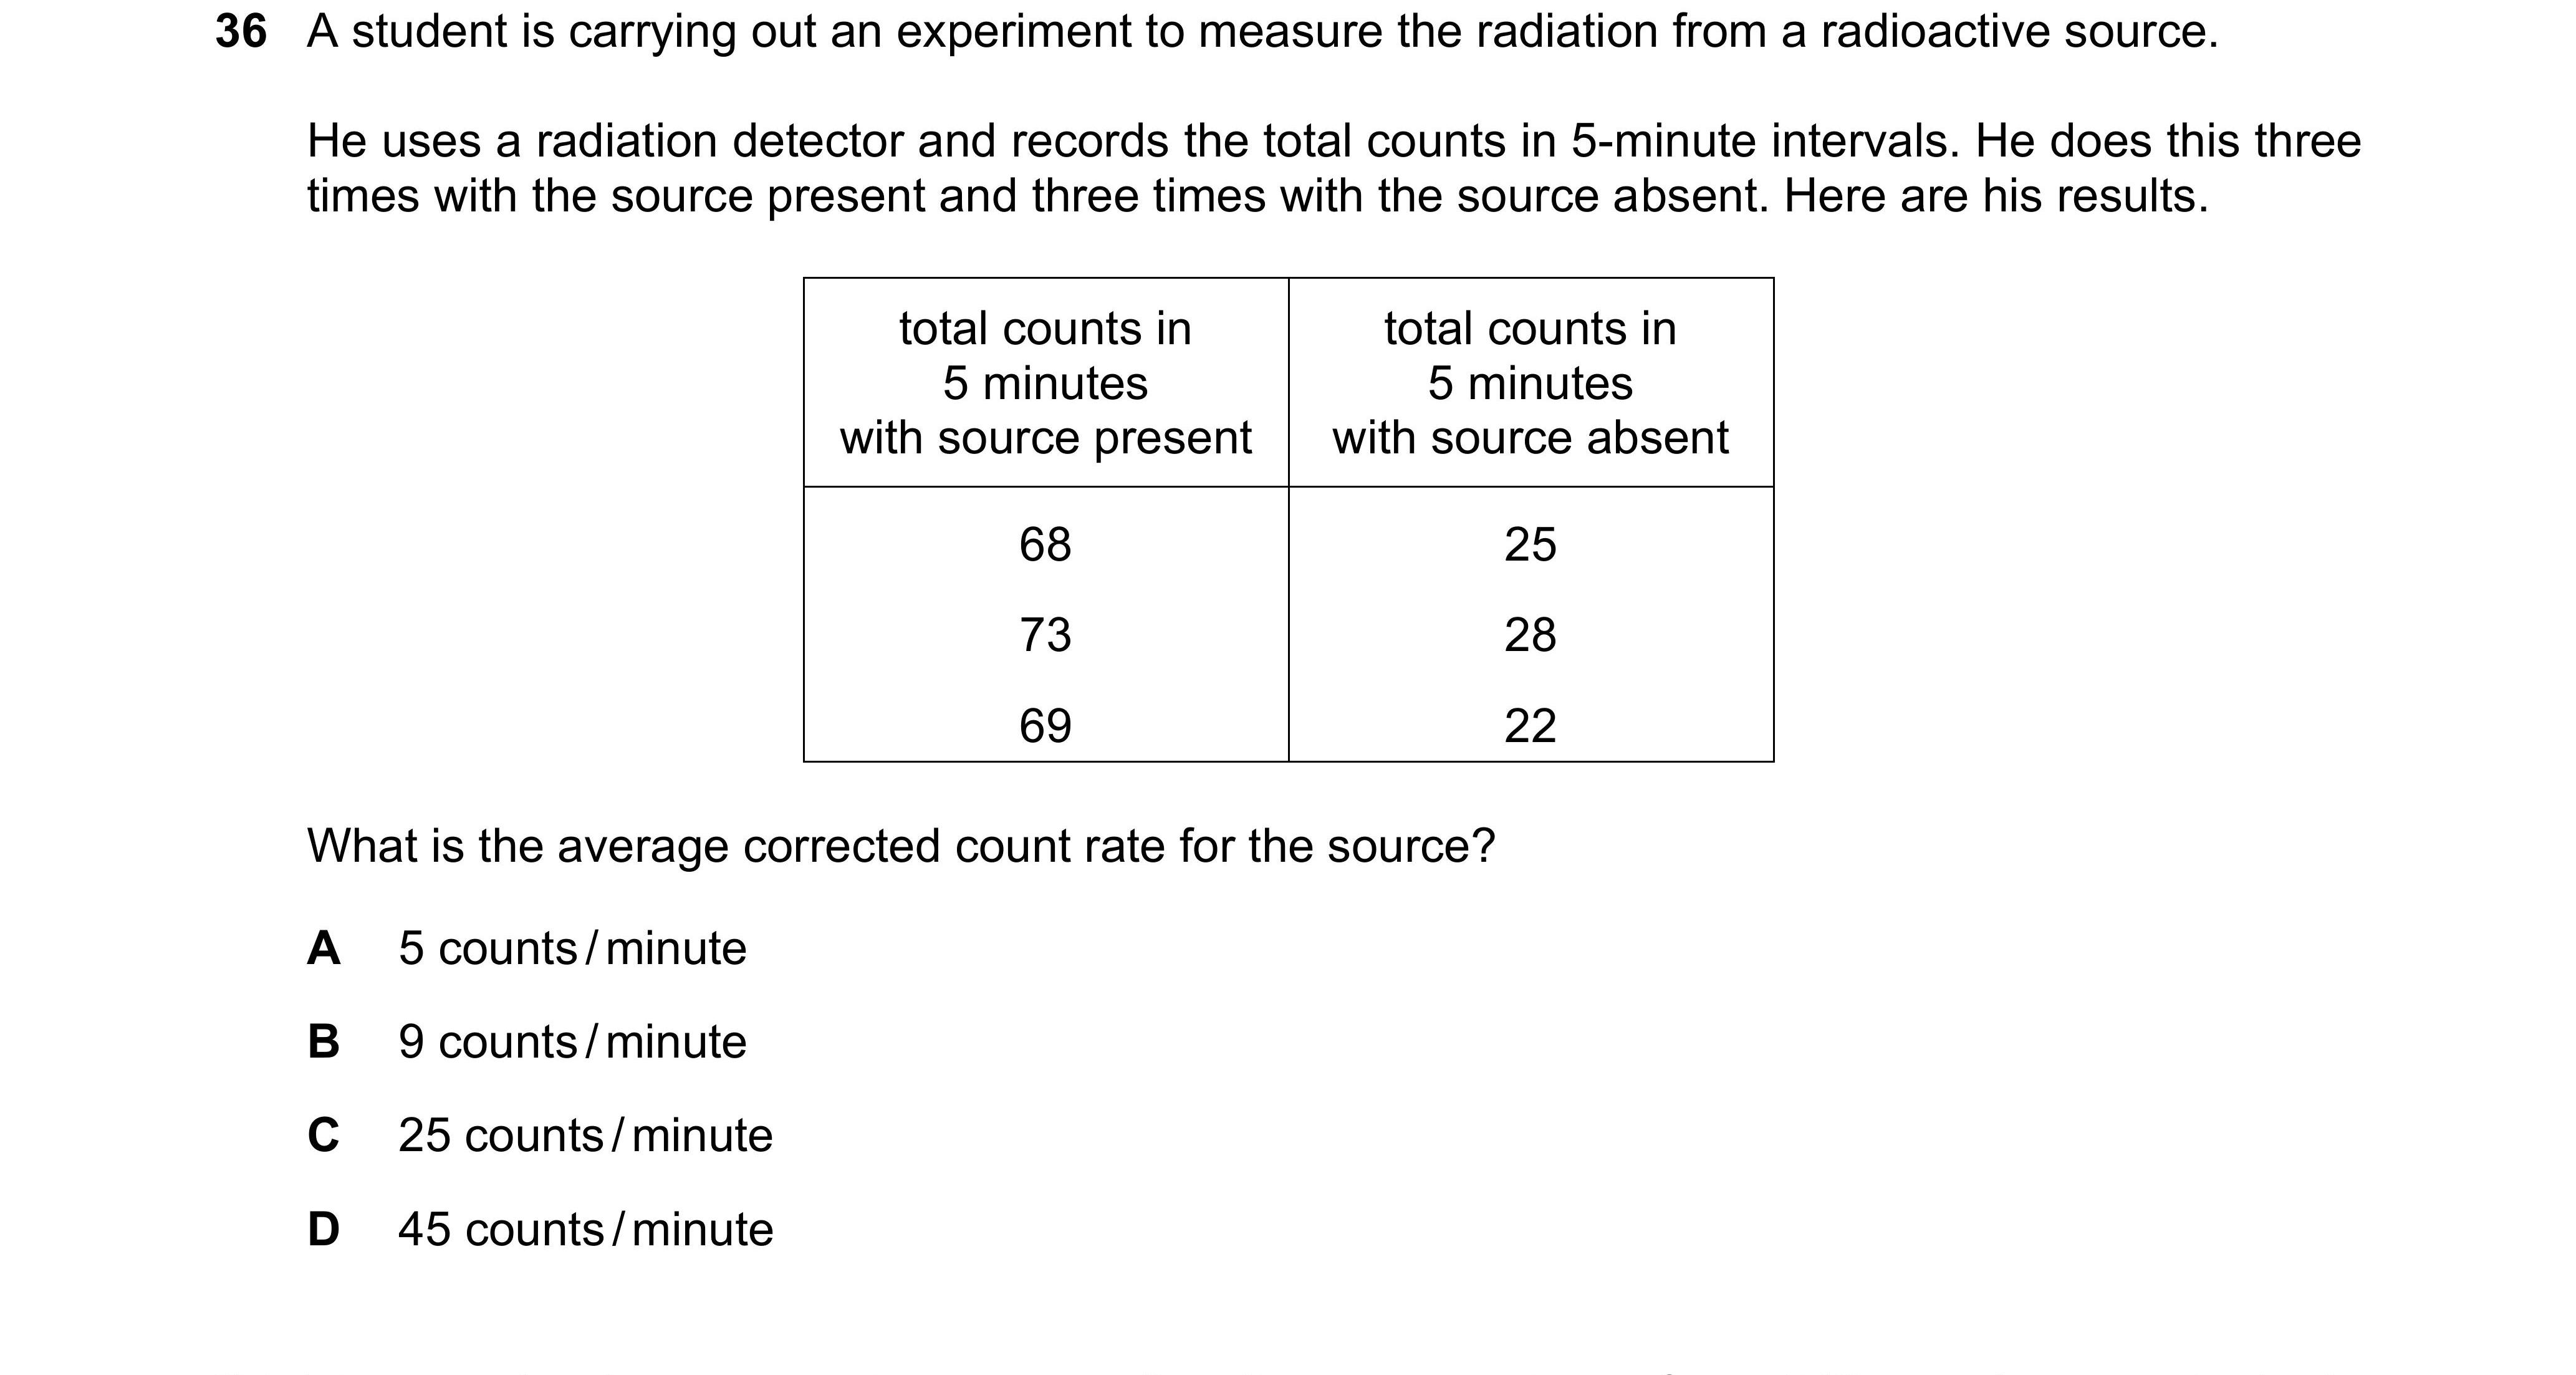 36 A student is carrying out an experiment to measure the radiation from a radioactive source.
He uses a radiation detector and records the total counts in 5-minute intervals. He does this three
times with the source present and three times with the source absent. Here are his results.
total counts in
5 minutes
with source present
total counts in
5 minutes
with source absent
68 25
73 28
69 22
What is the average corrected count rate for the source?
A 5 counts / minute
B 9 counts / minute
C 25 counts / minute
D 45 counts / minute